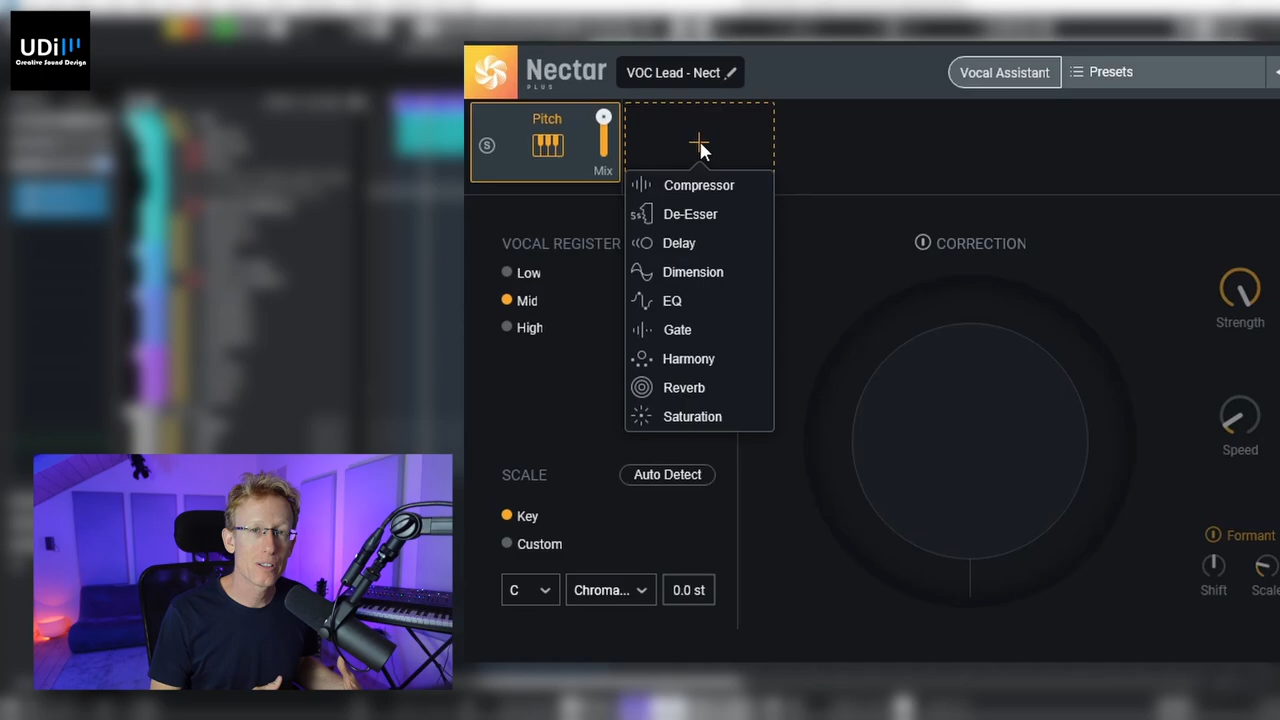 UDi
Creative Sound Design
Nectar
PLUS
VOC Lead - Nect
Vocal Assistant
Presets
S
Pitch
Mix
Compressor
De-Esser
Delay
Dimension
EQ
Gate
Harmony
Reverb
Saturation
VOCAL REGISTER
Low
Mid
High
SCALE
Auto Detect
Key
Custom
C
Chroma...
0.0 st
CORRECTION
Strength
Speed
Formant
Shift
Scale